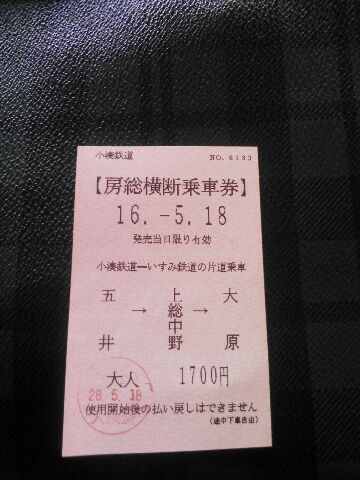 小湊鉄道 NO. 6133
【房総横断乗車券】
16. -5. 18
発売当日限り有効
小湊鉄道―いすみ鉄道の片道乗車
五井 → 上総中野 → 大原
大人 1700円
28. 5. 18
使用開始後の払い戻しはできません
(途中下車自由)